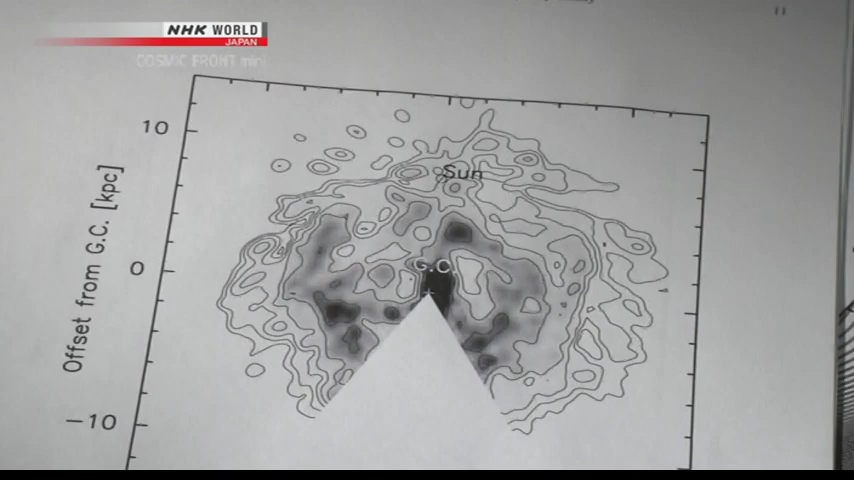 NHK WORLD
JAPAN
COSMIC FRONT mini
10
Sun
Offset from G.C. [kpc]
0
G.C.
-10